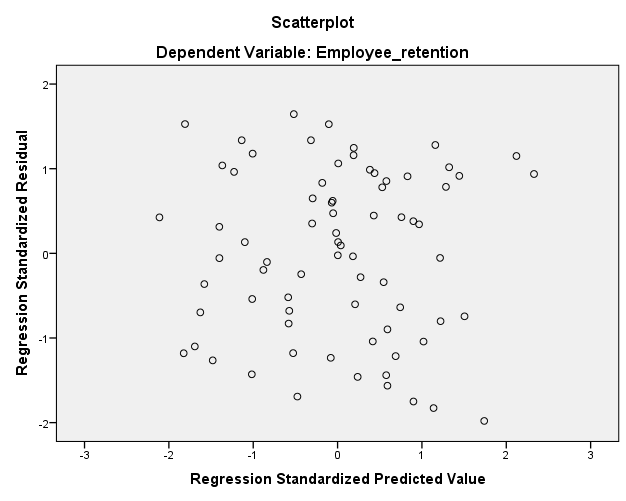 Scatterplot
Dependent Variable: Employee_retention
Regression Standardized Residual
2
1
0
-1
-2
-3 -2 -1 0 1 2 3
Regression Standardized Predicted Value